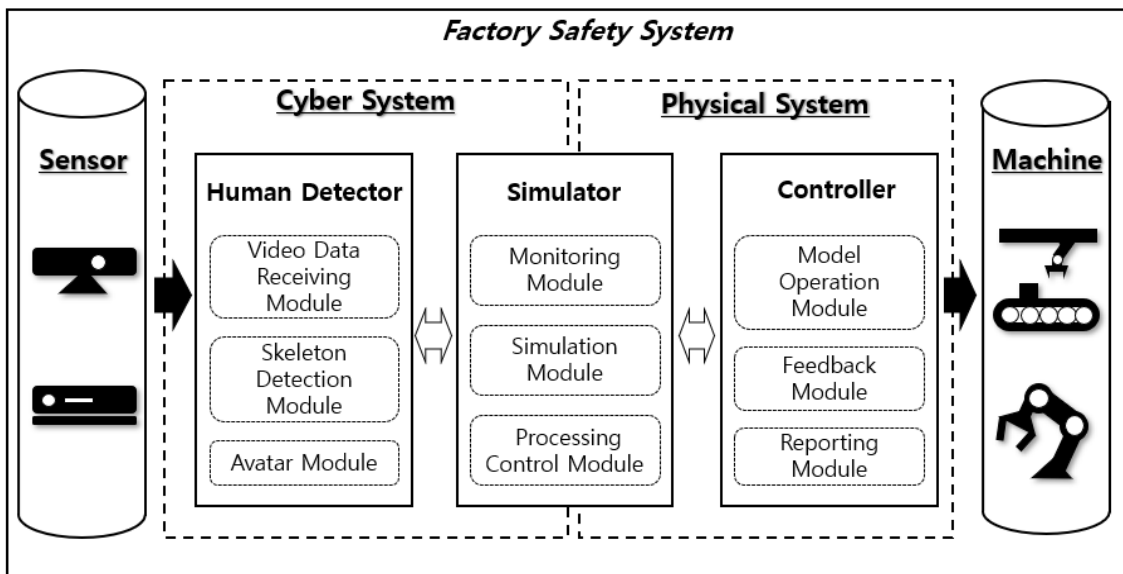 Factory Safety System
Cyber System
Physical System
Sensor
Machine
Human Detector
Video Data
Receiving
Module
Skeleton
Detection
Module
Avatar Module
Simulator
Monitoring
Module
Simulation
Module
Processing
Control Module
Controller
Model
Operation
Module
Feedback
Module
Reporting
Module